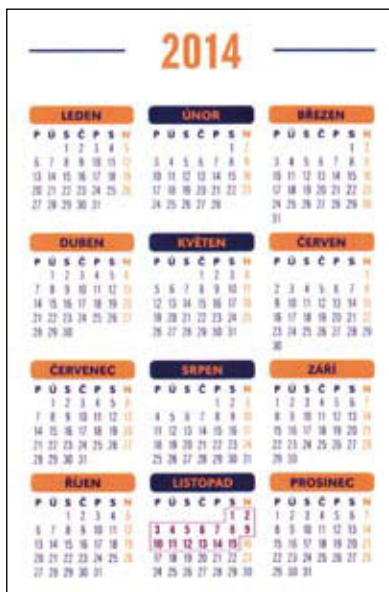 2014
LEDEN
P Ú S Č P S N
1 2 3 4 5
6 7 8 9 10 11 12
13 14 15 16 17 18 19
20 21 22 23 24 25 26
27 28 29 30 31
ÚNOR
P Ú S Č P S N
1 2
3 4 5 6 7 8 9
10 11 12 13 14 15 16
17 18 19 20 21 22 23
24 25 26 27 28
BŘEZEN
P Ú S Č P S N
1 2
3 4 5 6 7 8 9
10 11 12 13 14 15 16
17 18 19 20 21 22 23
24 25 26 27 28 29 30
31
DUBEN
P Ú S Č P S N
1 2 3 4 5 6
7 8 9 10 11 12 13
14 15 16 17 18 19 20
21 22 23 24 25 26 27
28 29 30
KVĚTEN
P Ú S Č P S N
1 2 3 4
5 6 7 8 9 10 11
12 13 14 15 16 17 18
19 20 21 22 23 24 25
26 27 28 29 30 31
ČERVEN
P Ú S Č P S N
1
2 3 4 5 6 7 8
9 10 11 12 13 14 15
16 17 18 19 20 21 22
23 24 25 26 27 28 29
30
ČERVENEC
P Ú S Č P S N
1 2 3 4 5 6
7 8 9 10 11 12 13
14 15 16 17 18 19 20
21 22 23 24 25 26 27
28 29 30 31
SRPEN
P Ú S Č P S N
1 2 3
4 5 6 7 8 9 10
11 12 13 14 15 16 17
18 19 20 21 22 23 24
25 26 27 28 29 30 31
ZÁŘÍ
P Ú S Č P S N
1 2 3 4 5 6 7
8 9 10 11 12 13 14
15 16 17 18 19 20 21
22 23 24 25 26 27 28
29 30
ŘÍJEN
P Ú S Č P S N
1 2 3 4 5
6 7 8 9 10 11 12
13 14 15 16 17 18 19
20 21 22 23 24 25 26
27 28 29 30 31
LISTOPAD
P Ú S Č P S N
1 2
3 4 5 6 7 8 9
10 11 12 13 14 15 16
17 18 19 20 21 22 23
24 25 26 27 28 29 30
PROSINEC
P Ú S Č P S N
1 2 3 4 5 6 7
8 9 10 11 12 13 14
15 16 17 18 19 20 21
22 23 24 25 26 27 28
29 30 31